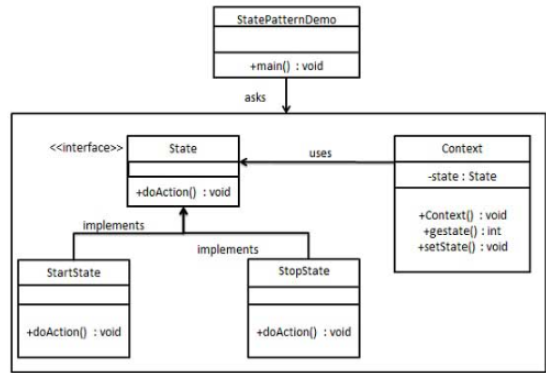 StatePatternDemo
+main() : void
asks
<<interface>>
State
+doAction() : void
uses
Context
-state : State
+Context() : void
+gestate() : int
+setState() : void
implements
implements
StartState
+doAction() : void
StopState
+doAction() : void